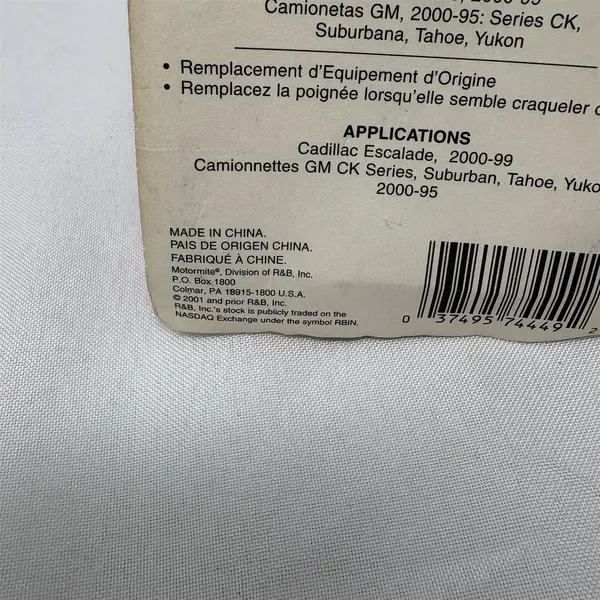 Camionetas GM, 2000-95: Series CK,
Suburbana, Tahoe, Yukon
• Remplacement d'Equipement d'Origine
• Remplacez la poignée lorsqu'elle semble craqueler
APPLICATIONS
Cadillac Escalade, 2000-99
Camionnettes GM CK Series, Suburban, Tahoe, Yuko
2000-95
MADE IN CHINA.
PAIS DE ORIGEN CHINA.
FABRIQUÉ À CHINE.
Motormite®, Division of R&B, Inc.
P.O. Box 1800
Colmar, PA 18915-1800 U.S.A.
© 2001 and prior R&B, Inc.
R&B, Inc.'s stock is publicly traded on the
NASDAQ Exchange under the symbol RBIN.
0 37495 74449 2